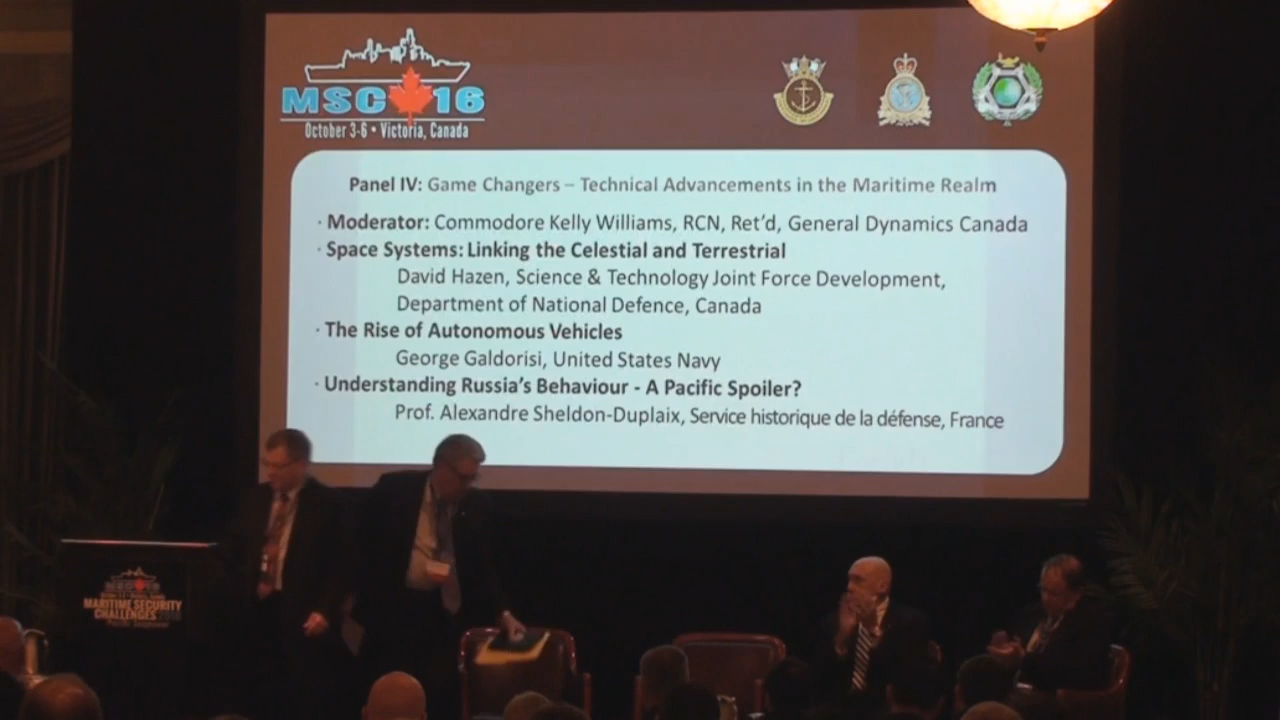 MSC 16
October 3-6 • Victoria, Canada
Panel IV: Game Changers – Technical Advancements in the Maritime Realm
· Moderator: Commodore Kelly Williams, RCN, Ret’d, General Dynamics Canada
· Space Systems: Linking the Celestial and Terrestrial
David Hazen, Science & Technology Joint Force Development,
Department of National Defence, Canada
· The Rise of Autonomous Vehicles
George Galdorisi, United States Navy
· Understanding Russia’s Behaviour - A Pacific Spoiler?
Prof. Alexandre Sheldon-Duplaix, Service historique de la défense, France
MARITIME SECURITY
CHALLENGES